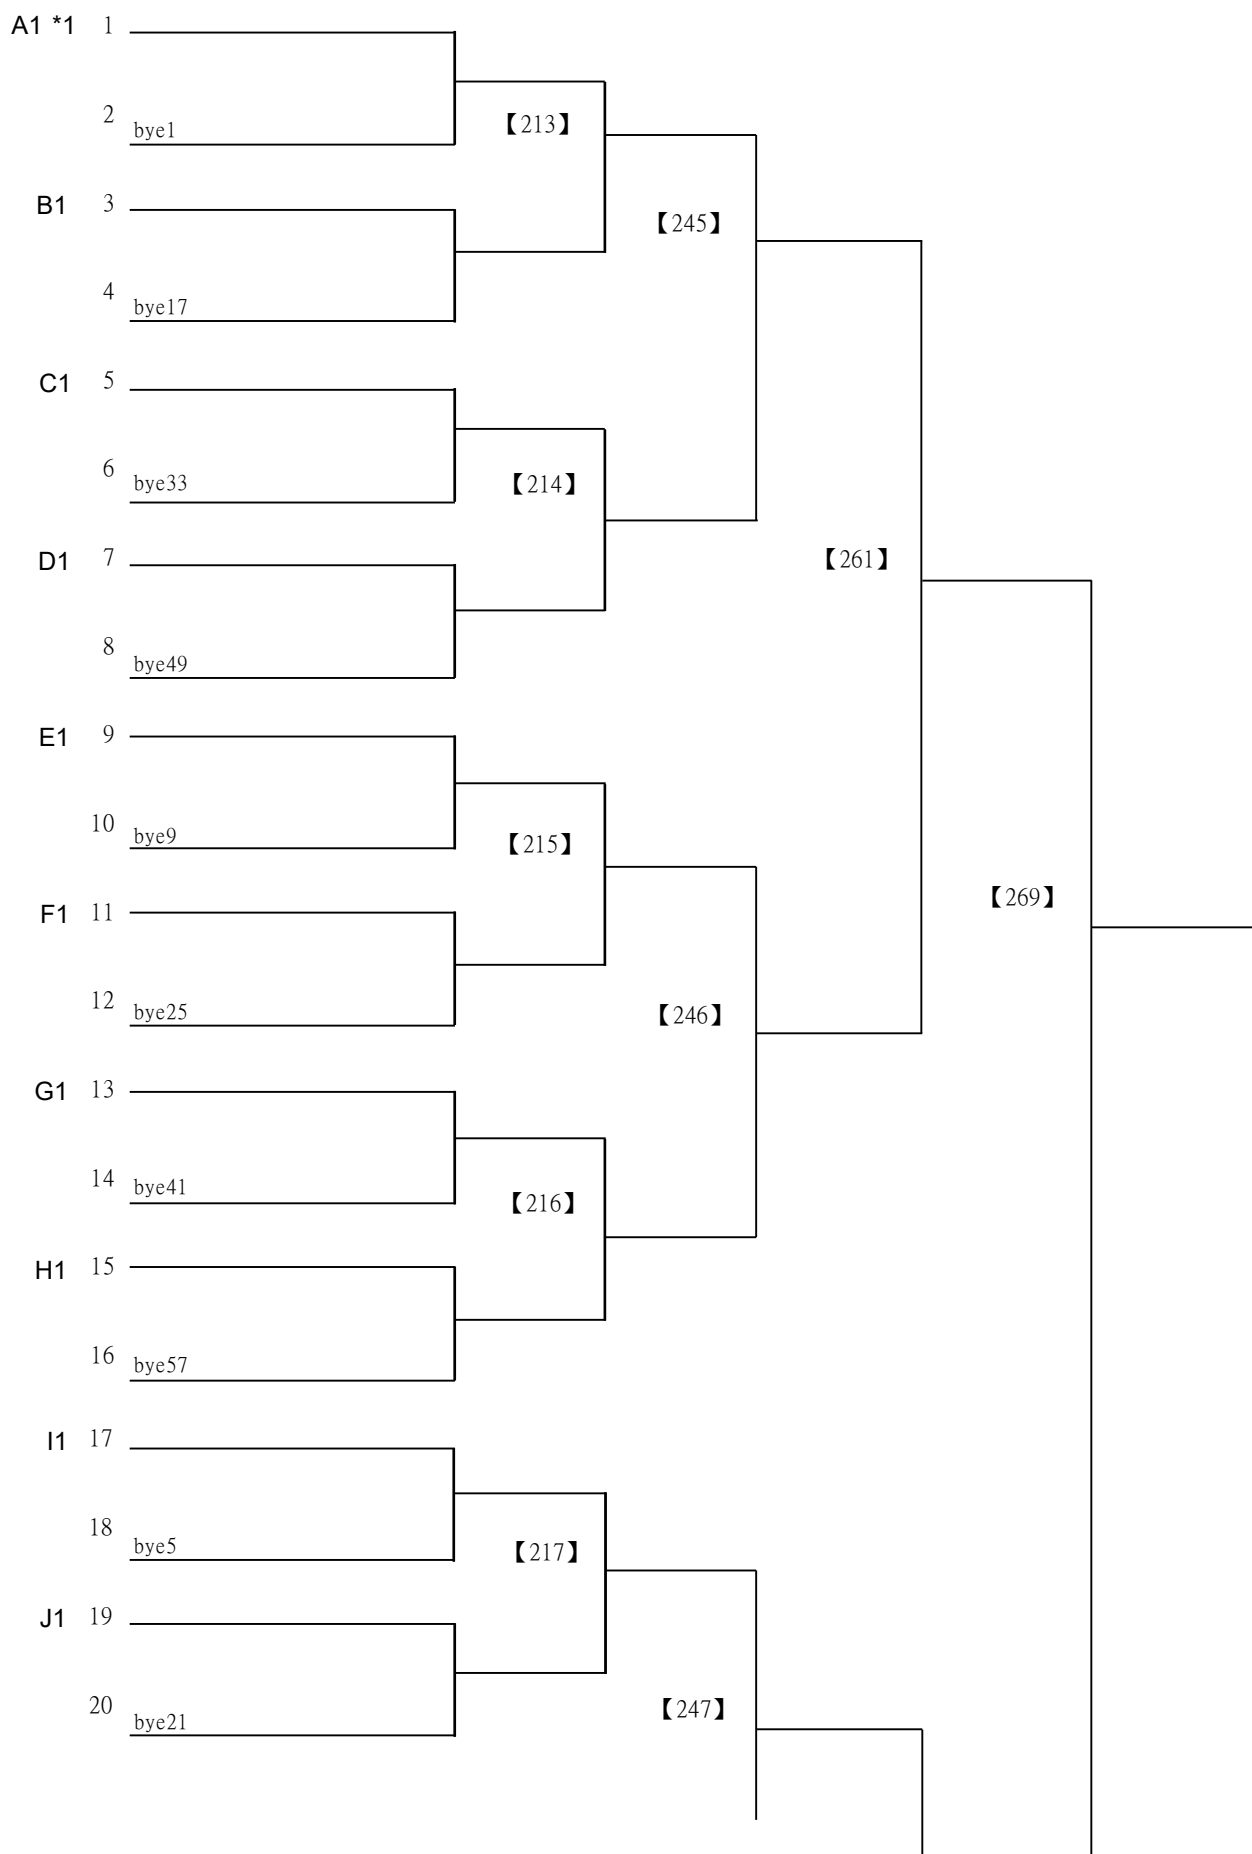 A1 *1 1
2 bye1
【213】
B1 3
【245】
4 bye17
C1 5
6 bye33
【214】
D1 7
【261】
8 bye49
E1 9
10 bye9
【215】
【269】
F1 11
12 bye25
【246】
G1 13
14 bye41
【216】
H1 15
16 bye57
I1 17
18 bye5
【217】
J1 19
20 bye21
【247】